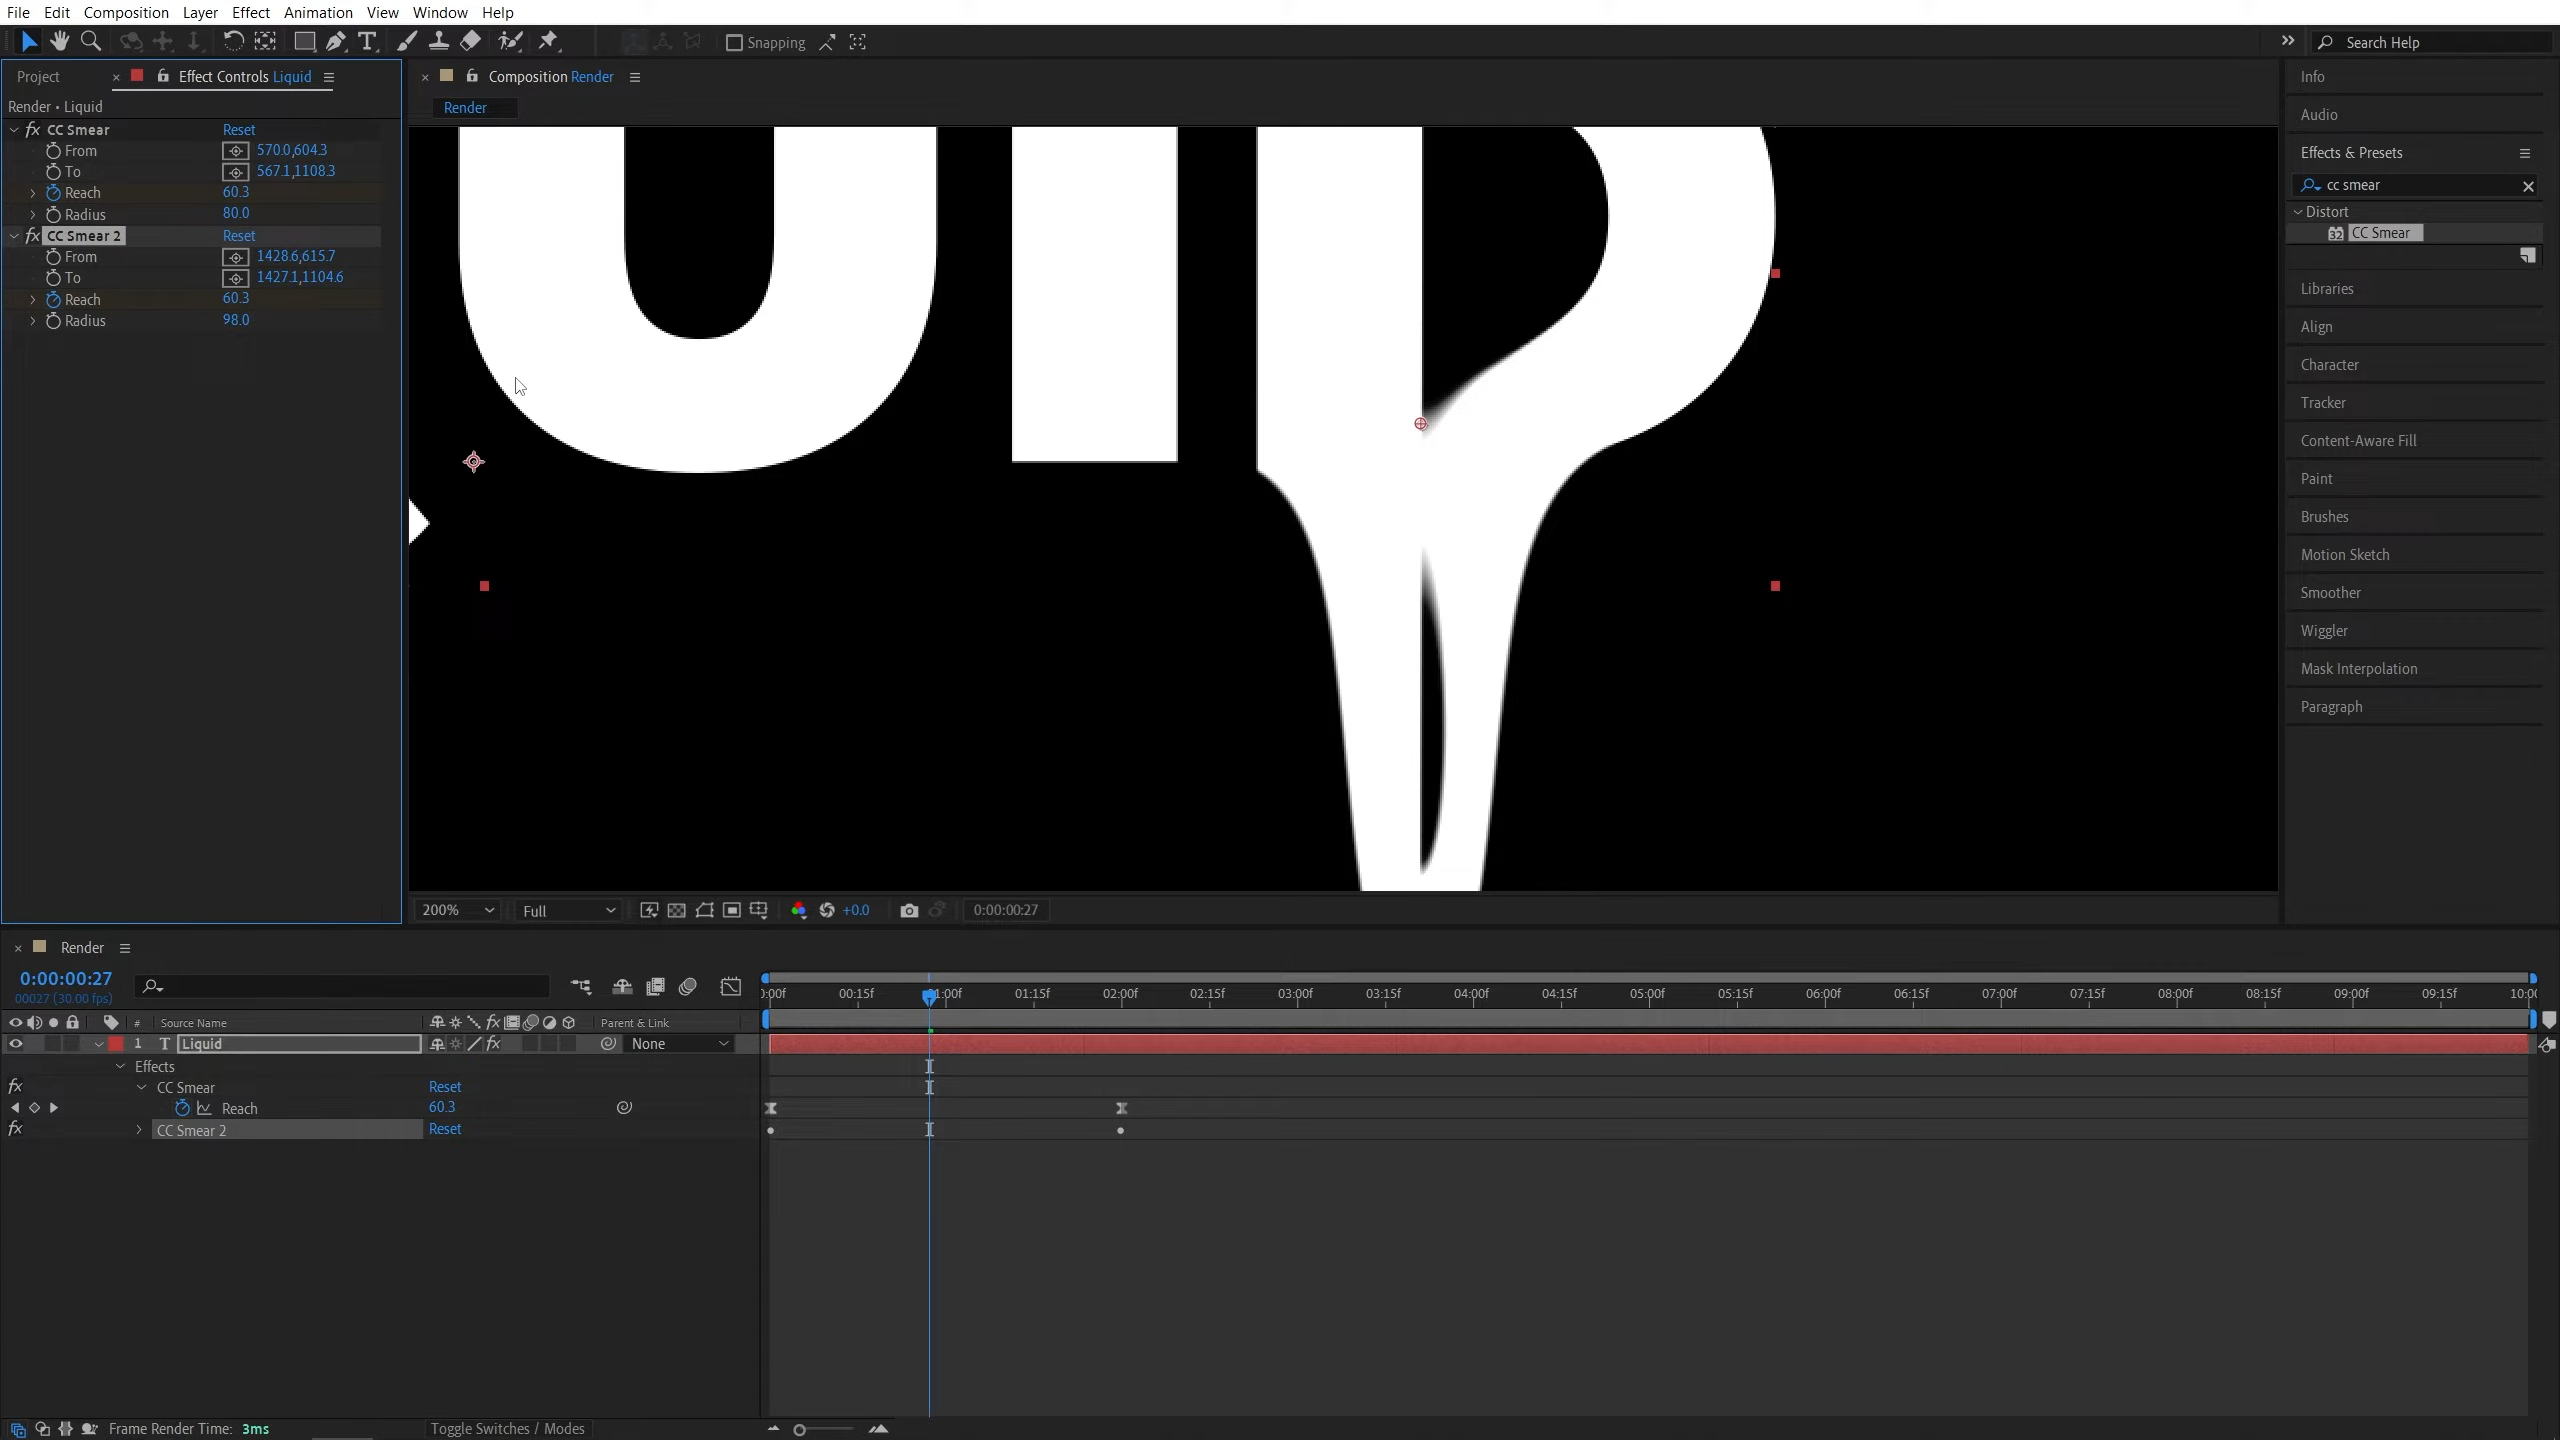 File Edit Composition Layer Effect Animation View Window Help
Snapping
Search Help
Project
Effect Controls Liquid
Render • Liquid
fx CC Smear Reset
From 570.0,604.3
To 567.1,1108.3
Reach 60.3
Radius 80.0
fx CC Smear 2 Reset
From 1428.6,615.7
To 1427.1,1104.6
Reach 60.3
Radius 98.0
Composition Render
Render
UID
200% Full +0.0 0:00:00:27
Info
Audio
Effects & Presets
cc smear
Distort
32 CC Smear
Libraries
Align
Character
Tracker
Content-Aware Fill
Paint
Brushes
Motion Sketch
Smoother
Wiggler
Mask Interpolation
Paragraph
Render
0:00:00:27
00027 (30.00 fps)
# Source Name fx Parent & Link
1 T Liquid fx None
Effects
fx CC Smear Reset
Reach 60.3
fx CC Smear 2 Reset
0:00f 00:15f 01:00f 01:15f 02:00f 02:15f 03:00f 03:15f 04:00f 04:15f 05:00f 05:15f 06:00f 06:15f 07:00f 07:15f 08:00f 08:15f 09:00f 09:15f 10:00
Frame Render Time: 3ms
Toggle Switches / Modes